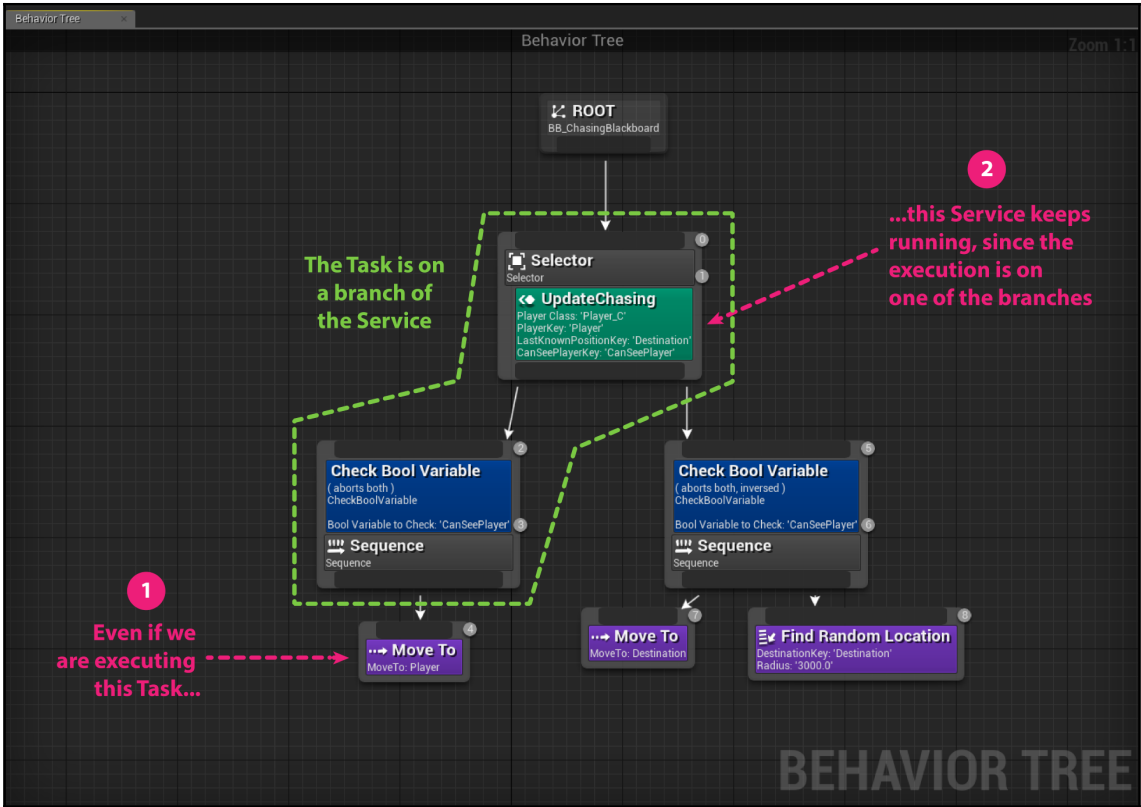 Behavior Tree
Behavior Tree
Zoom 1:1
ROOT
BB_ChasingBlackboard
2
...this Service keeps
running, since the
execution is on
one of the branches
The Task is on
a branch of
the Service
0
Selector
Selector
1
UpdateChasing
Player Class: 'Player_C'
PlayerKey: 'Player'
LastKnownPositionKey: 'Destination'
CanSeePlayerKey: 'CanSeePlayer'
2
Check Bool Variable
( aborts both )
CheckBoolVariable
Bool Variable to Check: 'CanSeePlayer'
3
Sequence
Sequence
5
Check Bool Variable
( aborts both, inversed )
CheckBoolVariable
Bool Variable to Check: 'CanSeePlayer'
6
Sequence
Sequence
1
Even if we
are executing
this Task...
4
Move To
MoveTo: Player
7
Move To
MoveTo: Destination
8
Find Random Location
DestinationKey: 'Destination'
Radius: '3000.0'
BEHAVIOR TREE